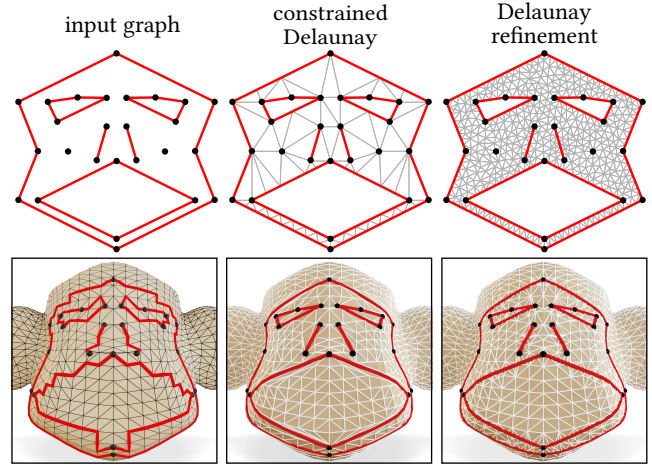 input graph
constrained
Delaunay
Delaunay
refinement